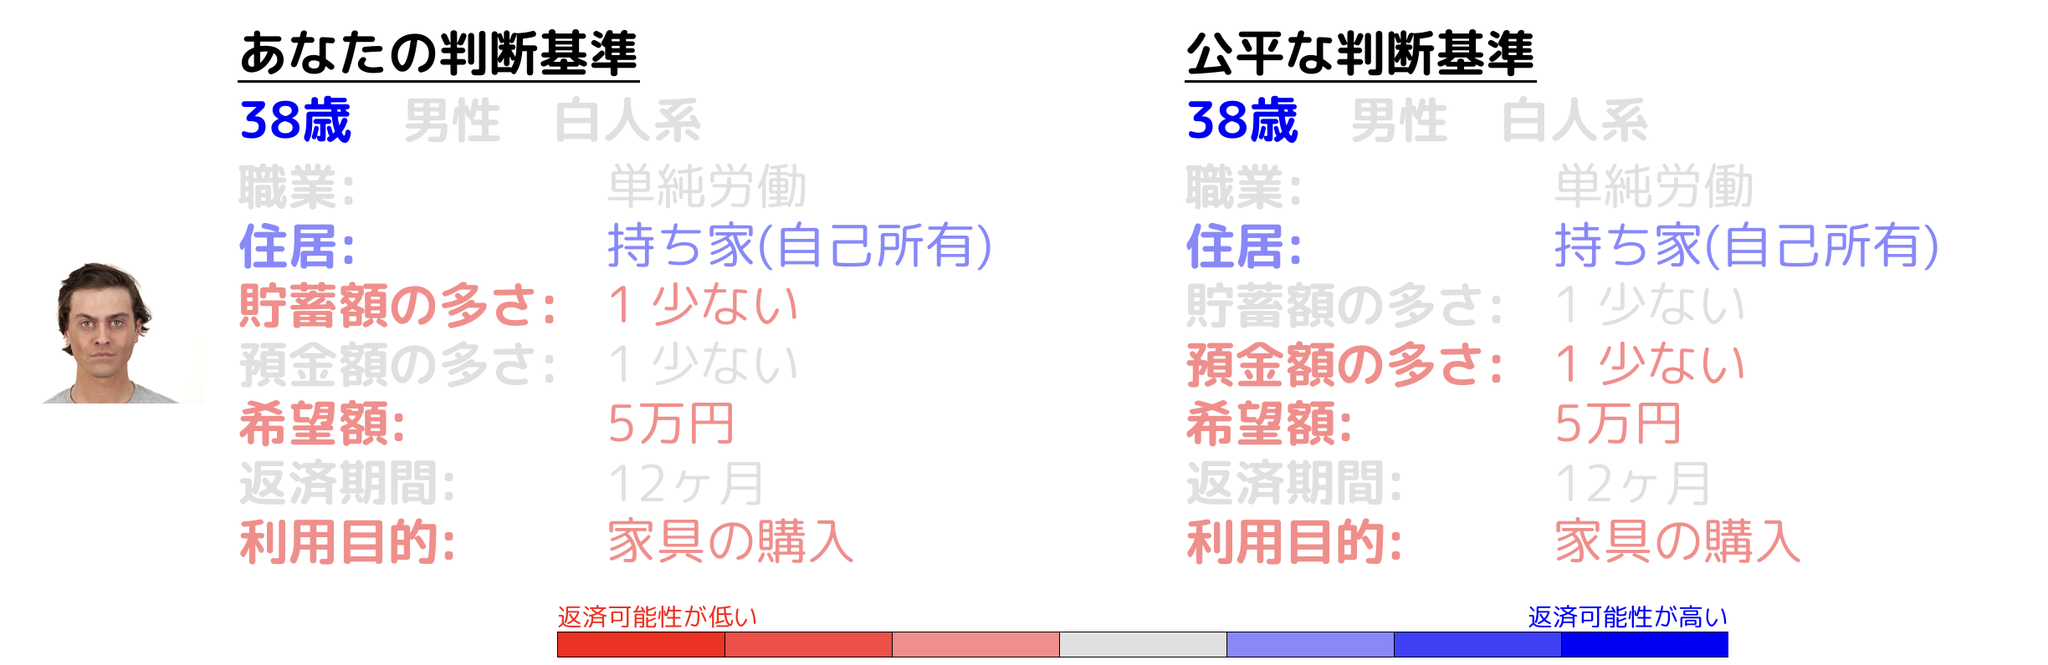 あなたの判断基準
38歳 男性 白人系
職業: 単純労働
住居: 持ち家(自己所有)
貯蓄額の多さ: 1 少ない
預金額の多さ: 1 少ない
希望額: 5万円
返済期間: 12ヶ月
利用目的: 家具の購入
公平な判断基準
38歳 男性 白人系
職業: 単純労働
住居: 持ち家(自己所有)
貯蓄額の多さ: 1 少ない
預金額の多さ: 1 少ない
希望額: 5万円
返済期間: 12ヶ月
利用目的: 家具の購入
返済可能性が低い
返済可能性が高い